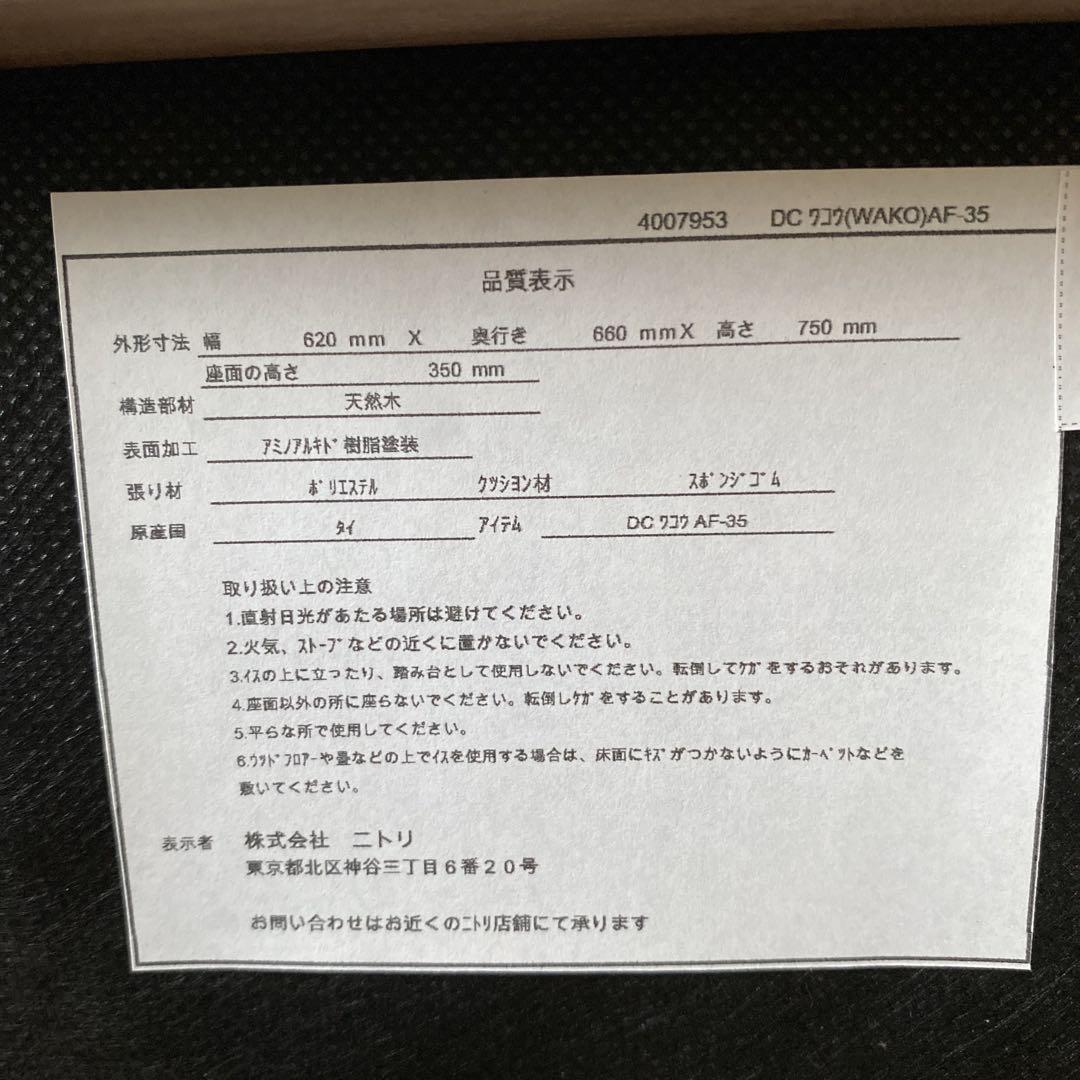 4007953 DC ﾜｺｳ(WAKO)AF-35
品質表示
外形寸法 幅 620 mm X 奥行き 660 mm X 高さ 750 mm
座面の高さ 350 mm
構造部材 天然木
表面加工 ｱﾐﾉｱﾙｷﾄﾞ樹脂塗装
張り材 ﾎﾟﾘｴｽﾃﾙ ｸッｼヨﾝ材 ｽﾎﾟﾝｼﾞｺﾞﾑ
原産国 ﾀｲ ｱｲﾃﾑ DC ﾜｺｳ AF-35
取り扱い上の注意
1.直射日光があたる場所は避けてください。
2.火気、ｽﾄｰﾌﾞなどの近くに置かないでください。
3.ｲｽの上に立ったり、踏み台として使用しないでください。転倒してｹｶﾞをするおそれがあります。
4.座面以外の所に座らないでください。転倒しｹｶﾞをすることがあります。
5.平らな所で使用してください。
6.ｳｯﾄﾞﾌﾛｱｰや畳などの上でｲｽを使用する場合は、床面にｷｽﾞがつかないようにｶｰﾍﾟｯﾄなどを
敷いてください。
表示者 株式会社 ニトリ
東京都北区神谷三丁目6番20号
お問い合わせはお近くのﾆﾄﾘ店舗にて承ります